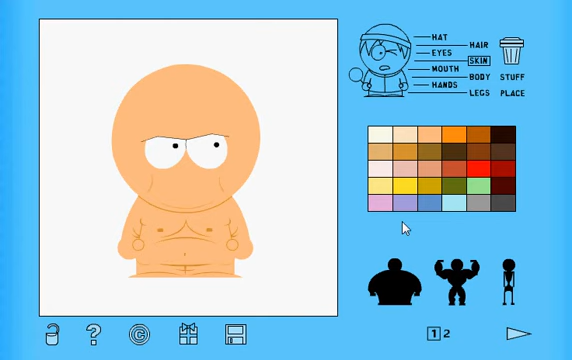 HAT
HAIR
EYES
SKIN
MOUTH
BODY
STUFF
HANDS
LEGS
PLACE
?
©
1 2